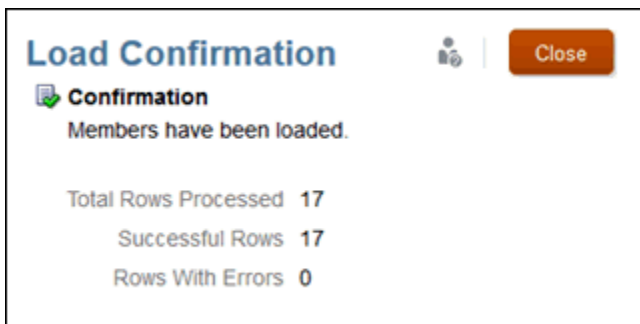 Load Confirmation
Close
Confirmation
Members have been loaded.
Total Rows Processed 17
Successful Rows 17
Rows With Errors 0